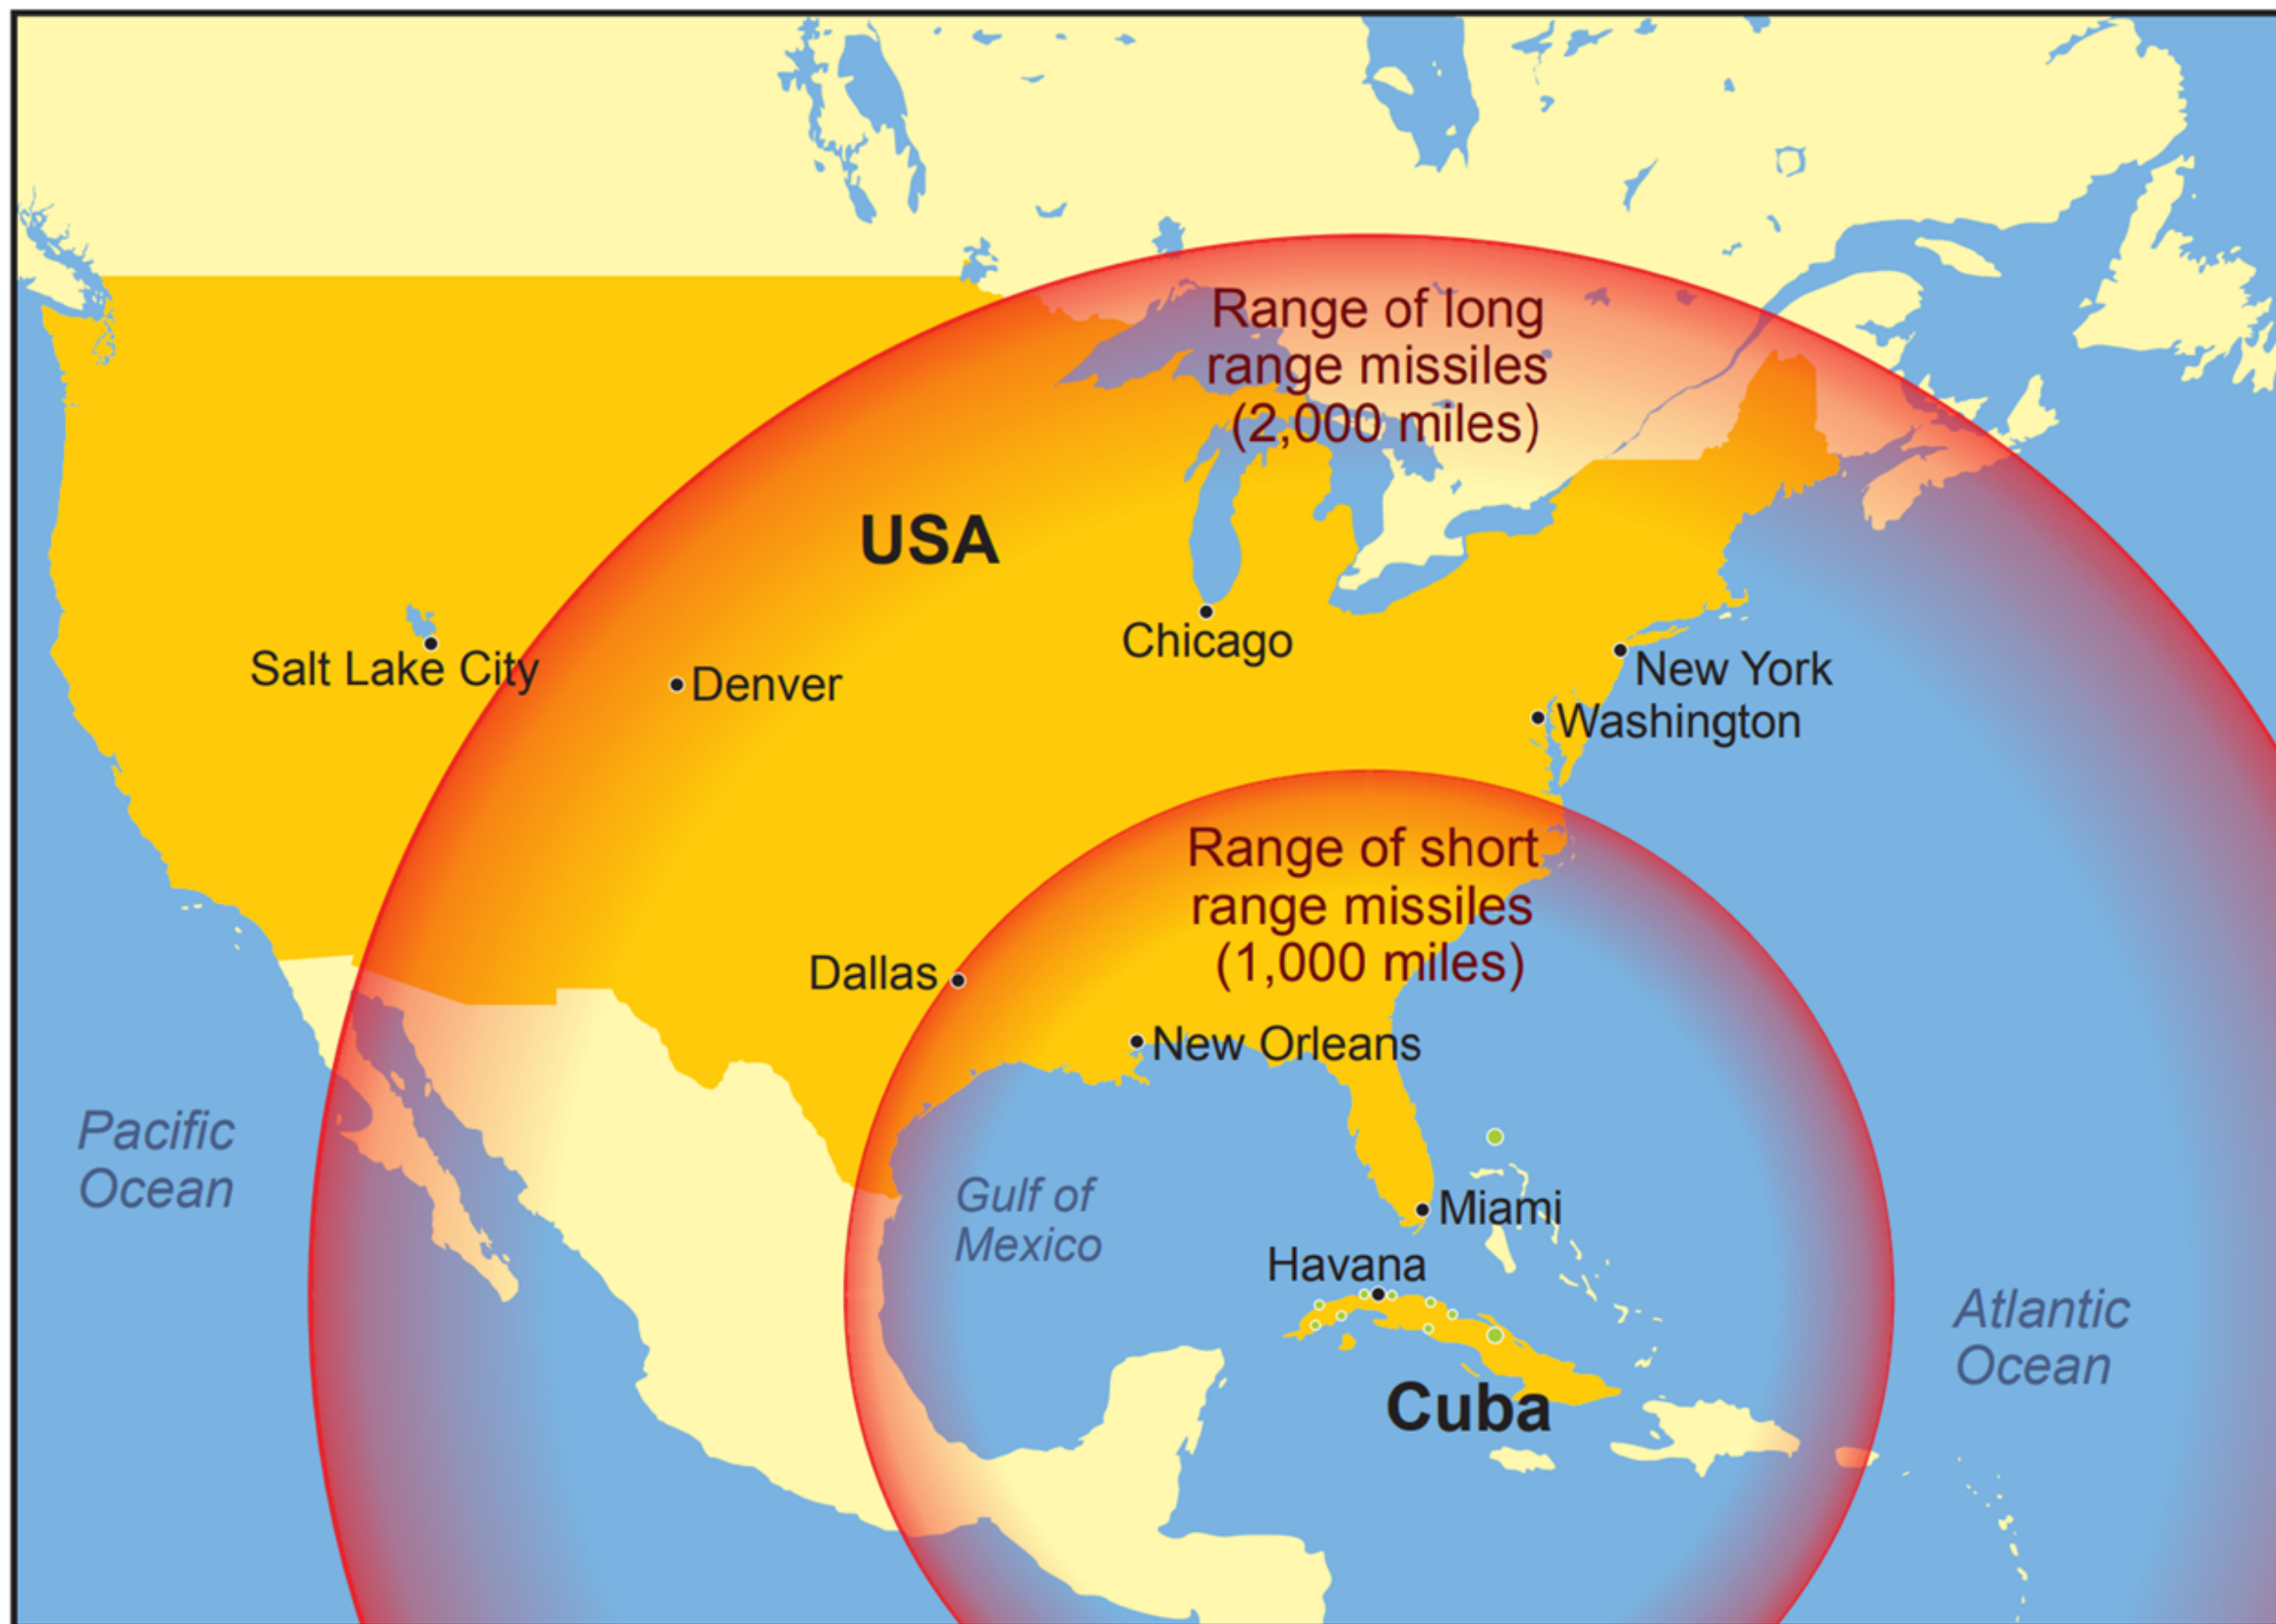 Range of long
range missiles
(2,000 miles)
USA
Chicago
Salt Lake City
Denver
New York
Washington
Range of short
range missiles
(1,000 miles)
Dallas
New Orleans
Pacific
Ocean
Gulf of
Mexico
Miami
Havana
Atlantic
Ocean
Cuba